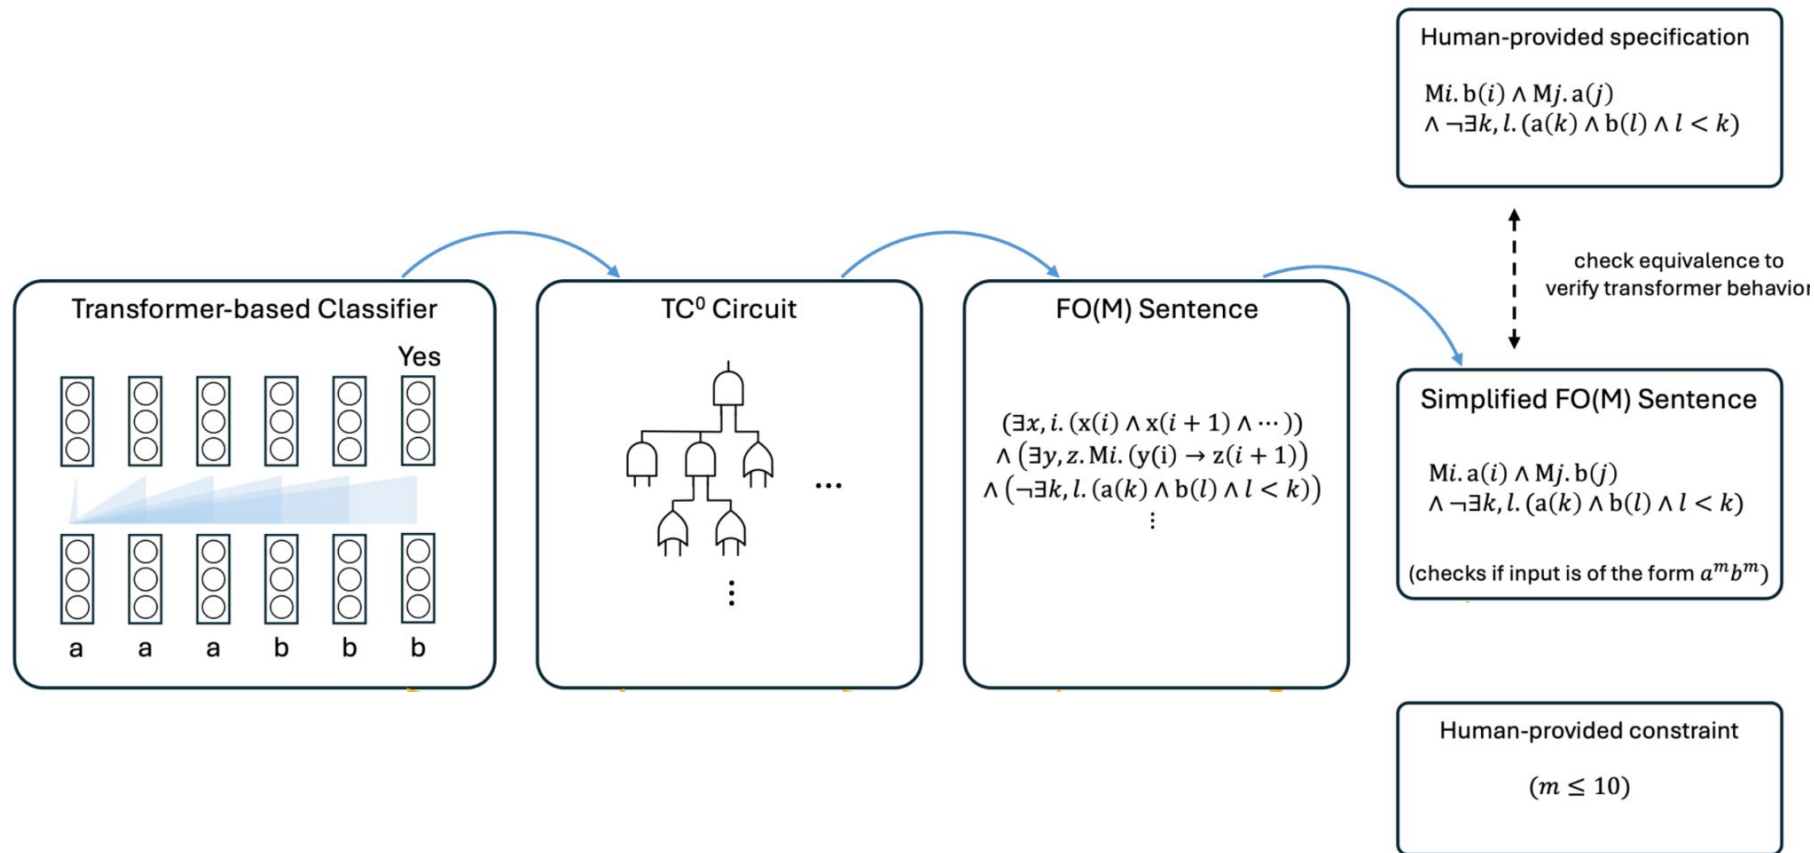 Human-provided specification
Mi. b(i) ∧ Mj. a(j)
∧ ¬∃k, l. (a(k) ∧ b(l) ∧ l < k)
check equivalence to
verify transformer behavior
Transformer-based Classifier
Yes
a a a b b b
TC⁰ Circuit
...
⋮
FO(M) Sentence
(∃x, i. (x(i) ∧ x(i + 1) ∧ ⋯ ))
∧ (∃y, z. Mi. (y(i) → z(i + 1))
∧ (¬∃k, l. (a(k) ∧ b(l) ∧ l < k))
⋮
Simplified FO(M) Sentence
Mi. a(i) ∧ Mj. b(j)
∧ ¬∃k, l. (a(k) ∧ b(l) ∧ l < k)
(checks if input is of the form aᵐbᵐ)
Human-provided constraint
(m ≤ 10)